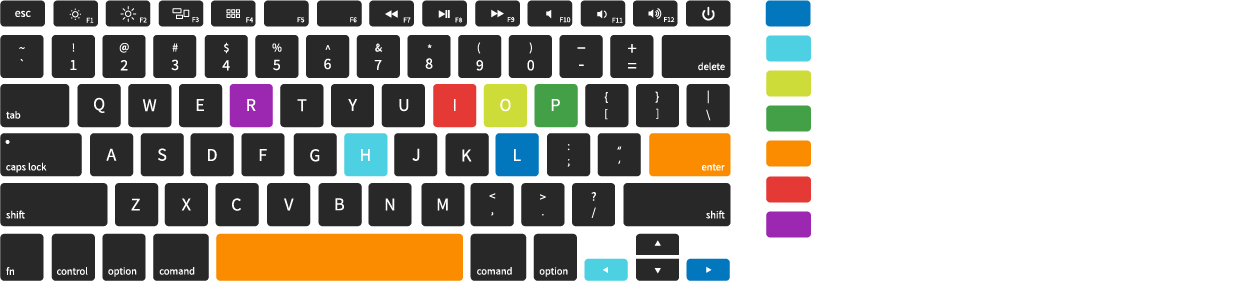 esc F1 F2 F3 F4 F5 F6 F7 F8 F9 F10 F11 F12
~ ! @ # $ % ^ & * ( ) — +
` 1 2 3 4 5 6 7 8 9 0 - = delete
tab Q W E R T Y U I O P { [ } ] | \
caps lock A S D F G H J K L : ; " ' enter
shift Z X C V B N M < , > . ? / shift
fn control option comand comand option